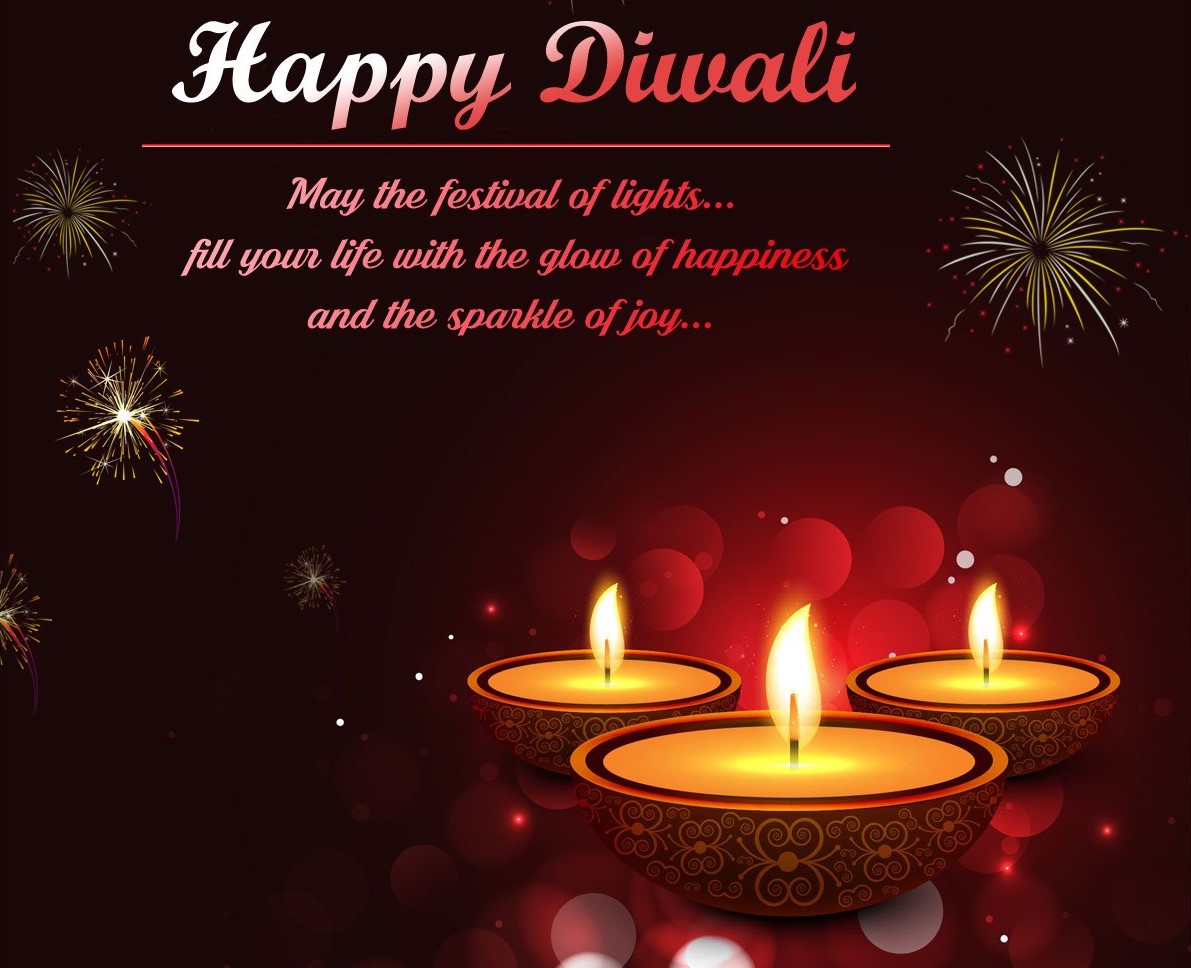 Happy Diwali
May the festival of lights...
fill your life with the glow of happiness
and the sparkle of joy...